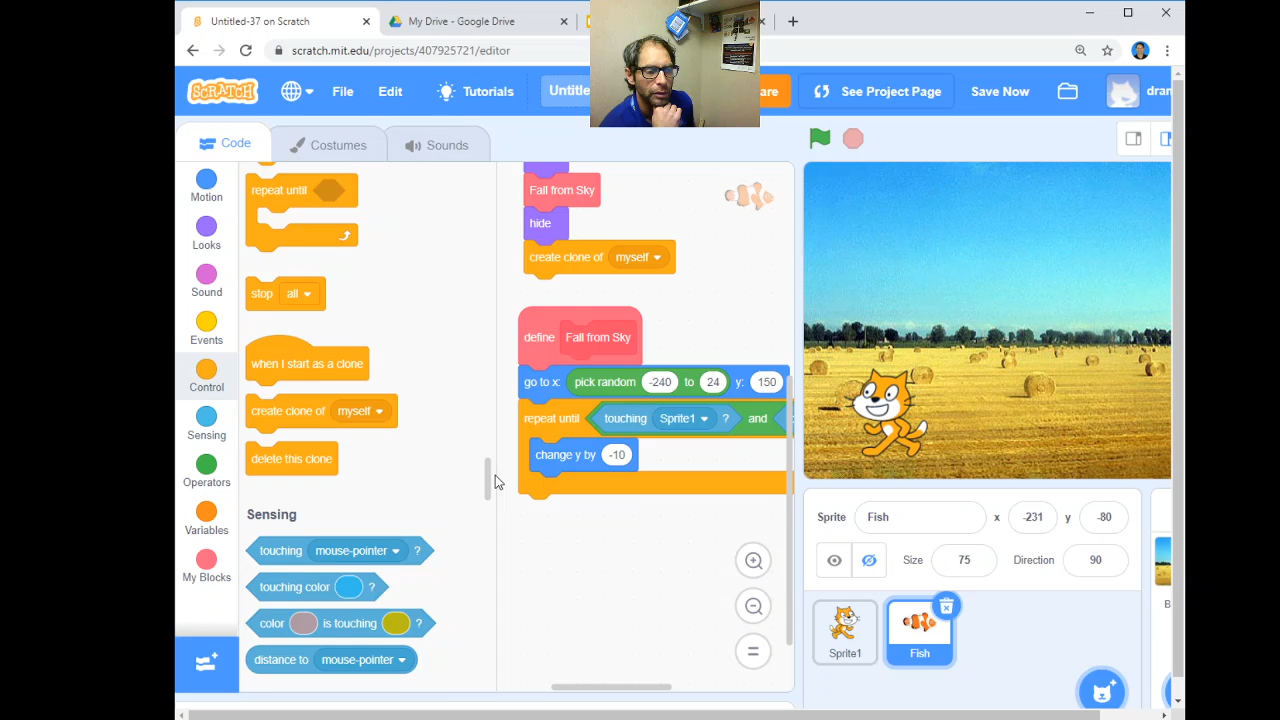 Untitled-37 on Scratch
My Drive - Google Drive
scratch.mit.edu/projects/407925721/editor
SCRATCH
File
Edit
Tutorials
Untitle
are
See Project Page
Save Now
dran
Code
Costumes
Sounds
Motion
Looks
Sound
Events
Control
Sensing
Operators
Variables
My Blocks
repeat until
stop all
when I start as a clone
create clone of myself
delete this clone
Sensing
touching mouse-pointer ?
touching color ?
color is touching ?
distance to mouse-pointer
Fall from Sky
hide
create clone of myself
define Fall from Sky
go to x: pick random -240 to 24 y: 150
repeat until touching Sprite1 ? and
change y by -10
Sprite Fish x -231 y -80
Size 75 Direction 90
Sprite1
Fish
B